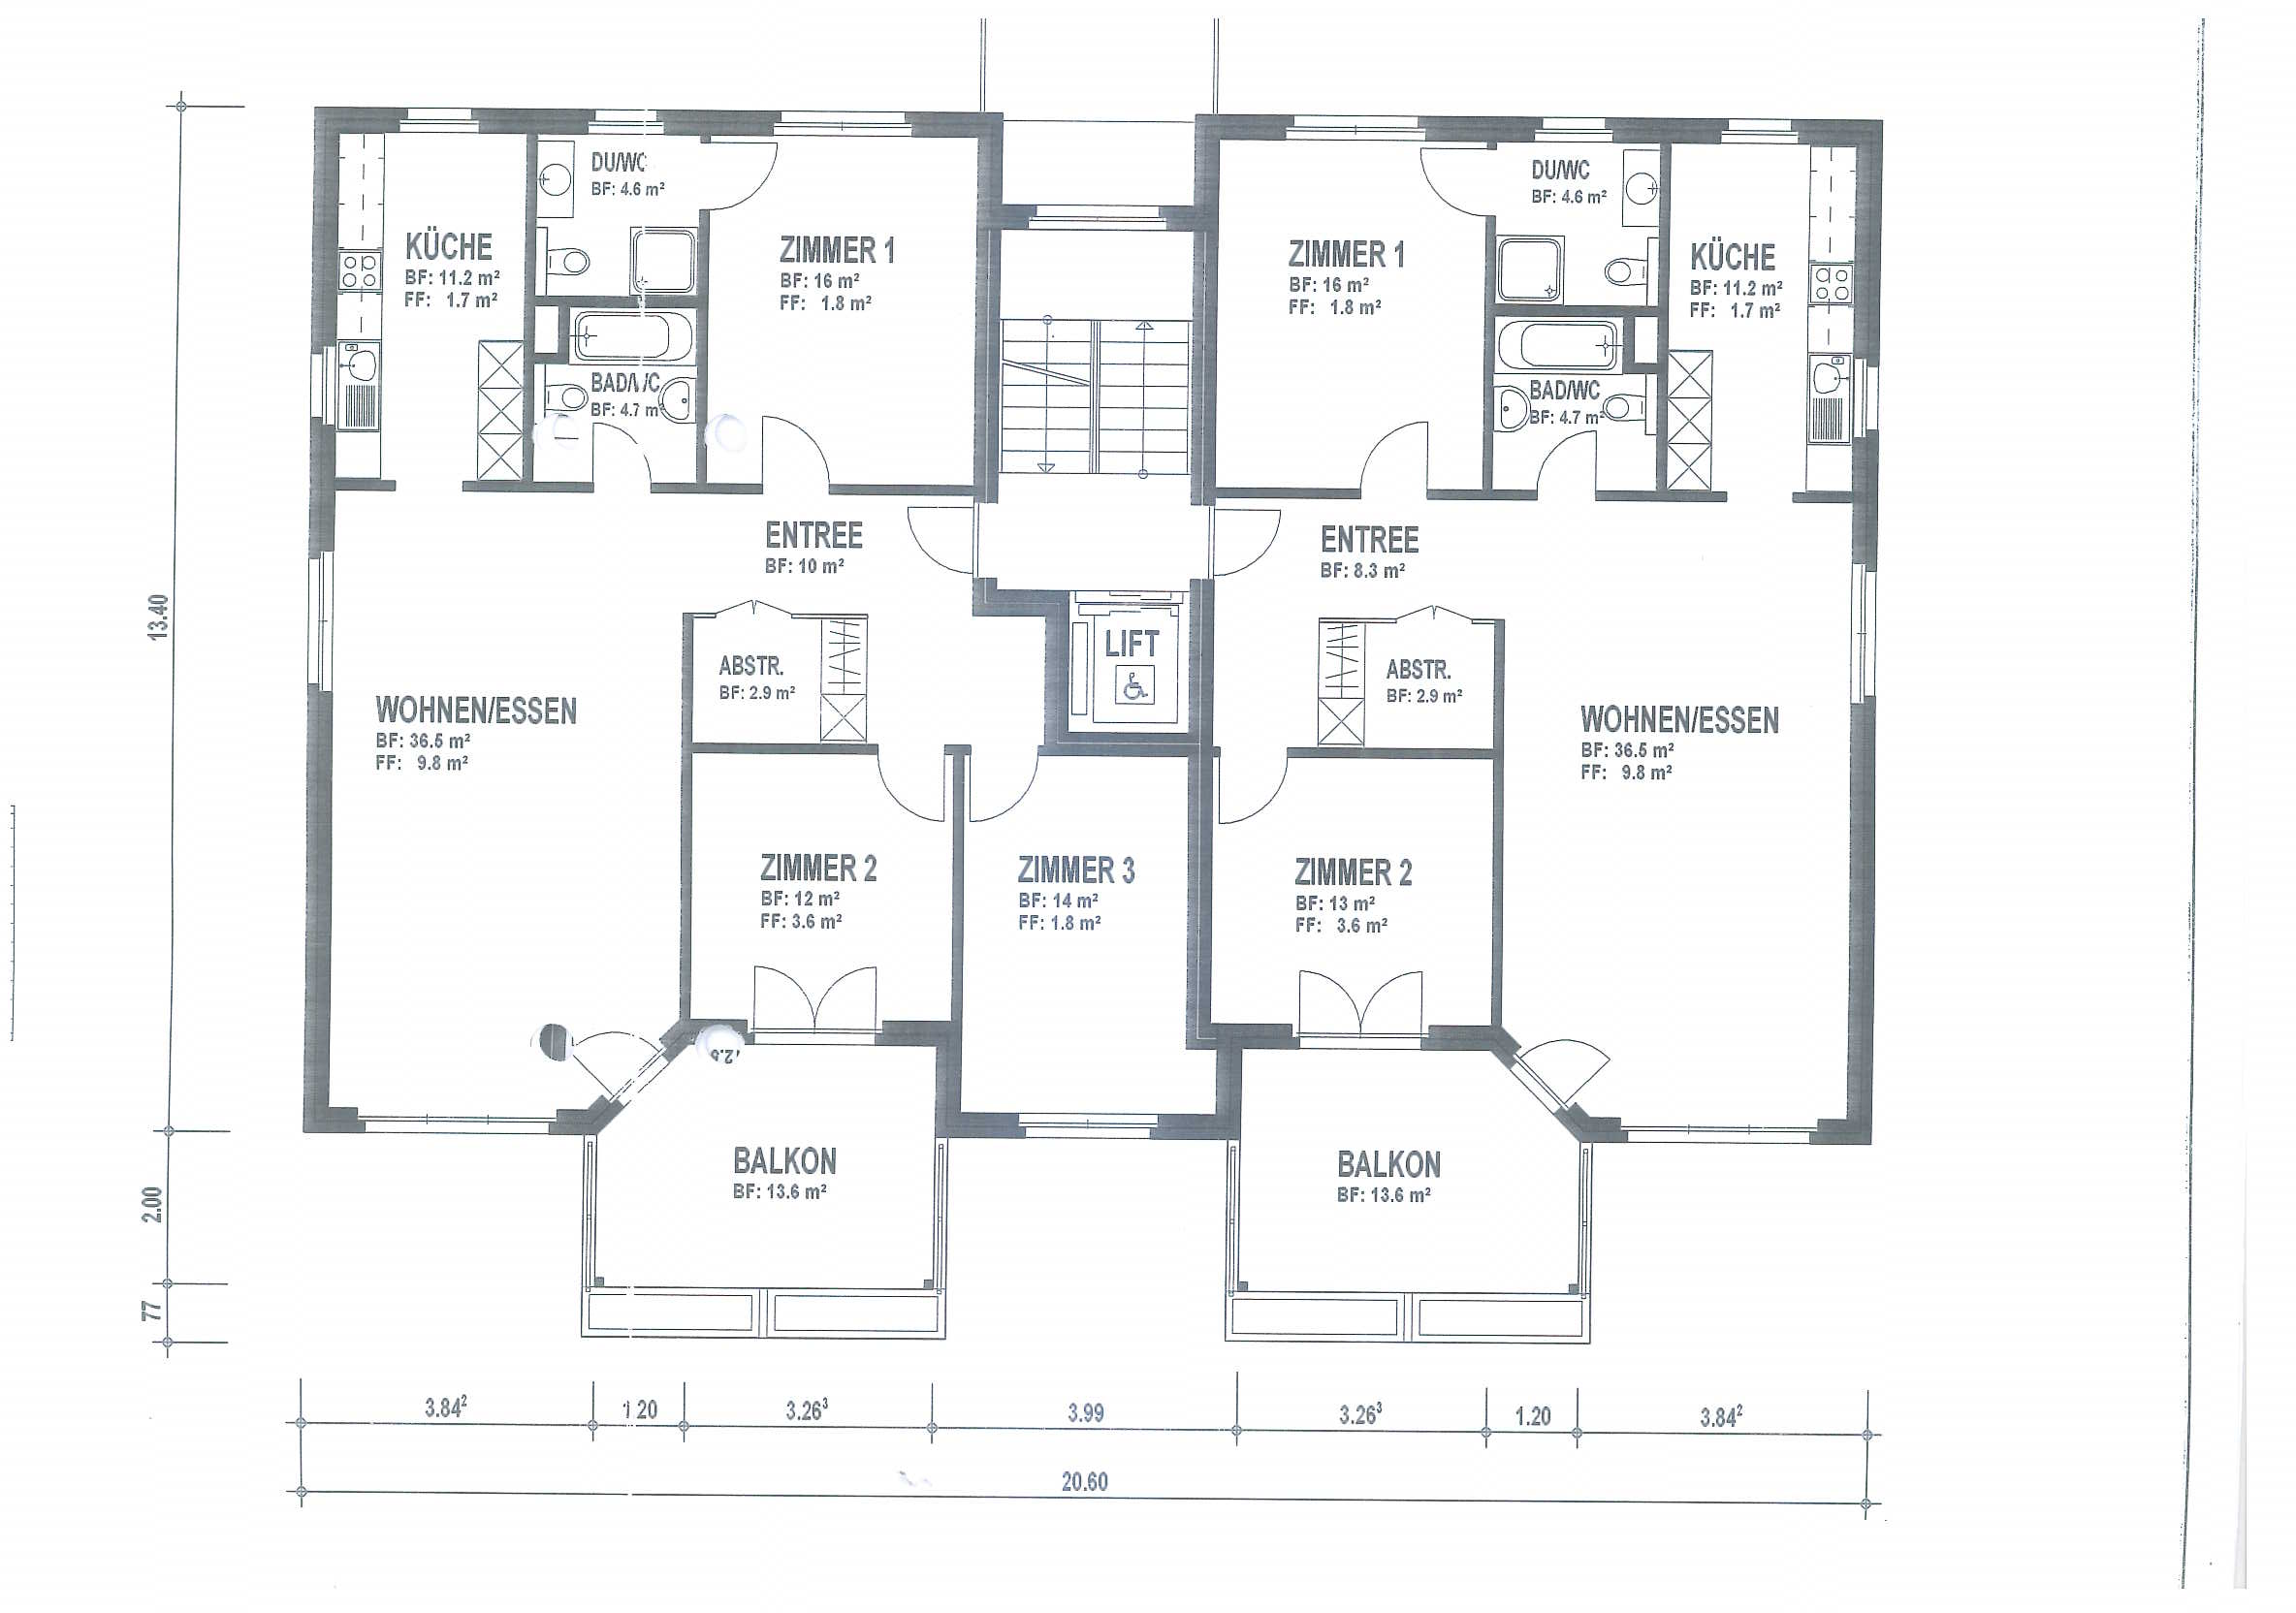 DU/WC
BF: 4.6 m²
KÜCHE
BF: 11.2 m²
FF: 1.7 m²
ZIMMER 1
BF: 16 m²
FF: 1.8 m²
BAD/WC
BF: 4.7 m²
ENTREE
BF: 10 m²
ABSTR.
BF: 2.9 m²
WOHNEN/ESSEN
BF: 36.5 m²
FF: 9.8 m²
ZIMMER 2
BF: 12 m²
FF: 3.6 m²
ZIMMER 3
BF: 14 m²
FF: 1.8 m²
BALKON
BF: 13.6 m²
LIFT
ZIMMER 1
BF: 16 m²
FF: 1.8 m²
DU/WC
BF: 4.6 m²
KÜCHE
BF: 11.2 m²
FF: 1.7 m²
BAD/WC
BF: 4.7 m²
ENTREE
BF: 8.3 m²
ABSTR.
BF: 2.9 m²
WOHNEN/ESSEN
BF: 36.5 m²
FF: 9.8 m²
ZIMMER 2
BF: 13 m²
FF: 3.6 m²
BALKON
BF: 13.6 m²
13.40
2.00
77
3.84²
1.20
3.26³
3.99
3.26³
1.20
3.84²
20.60